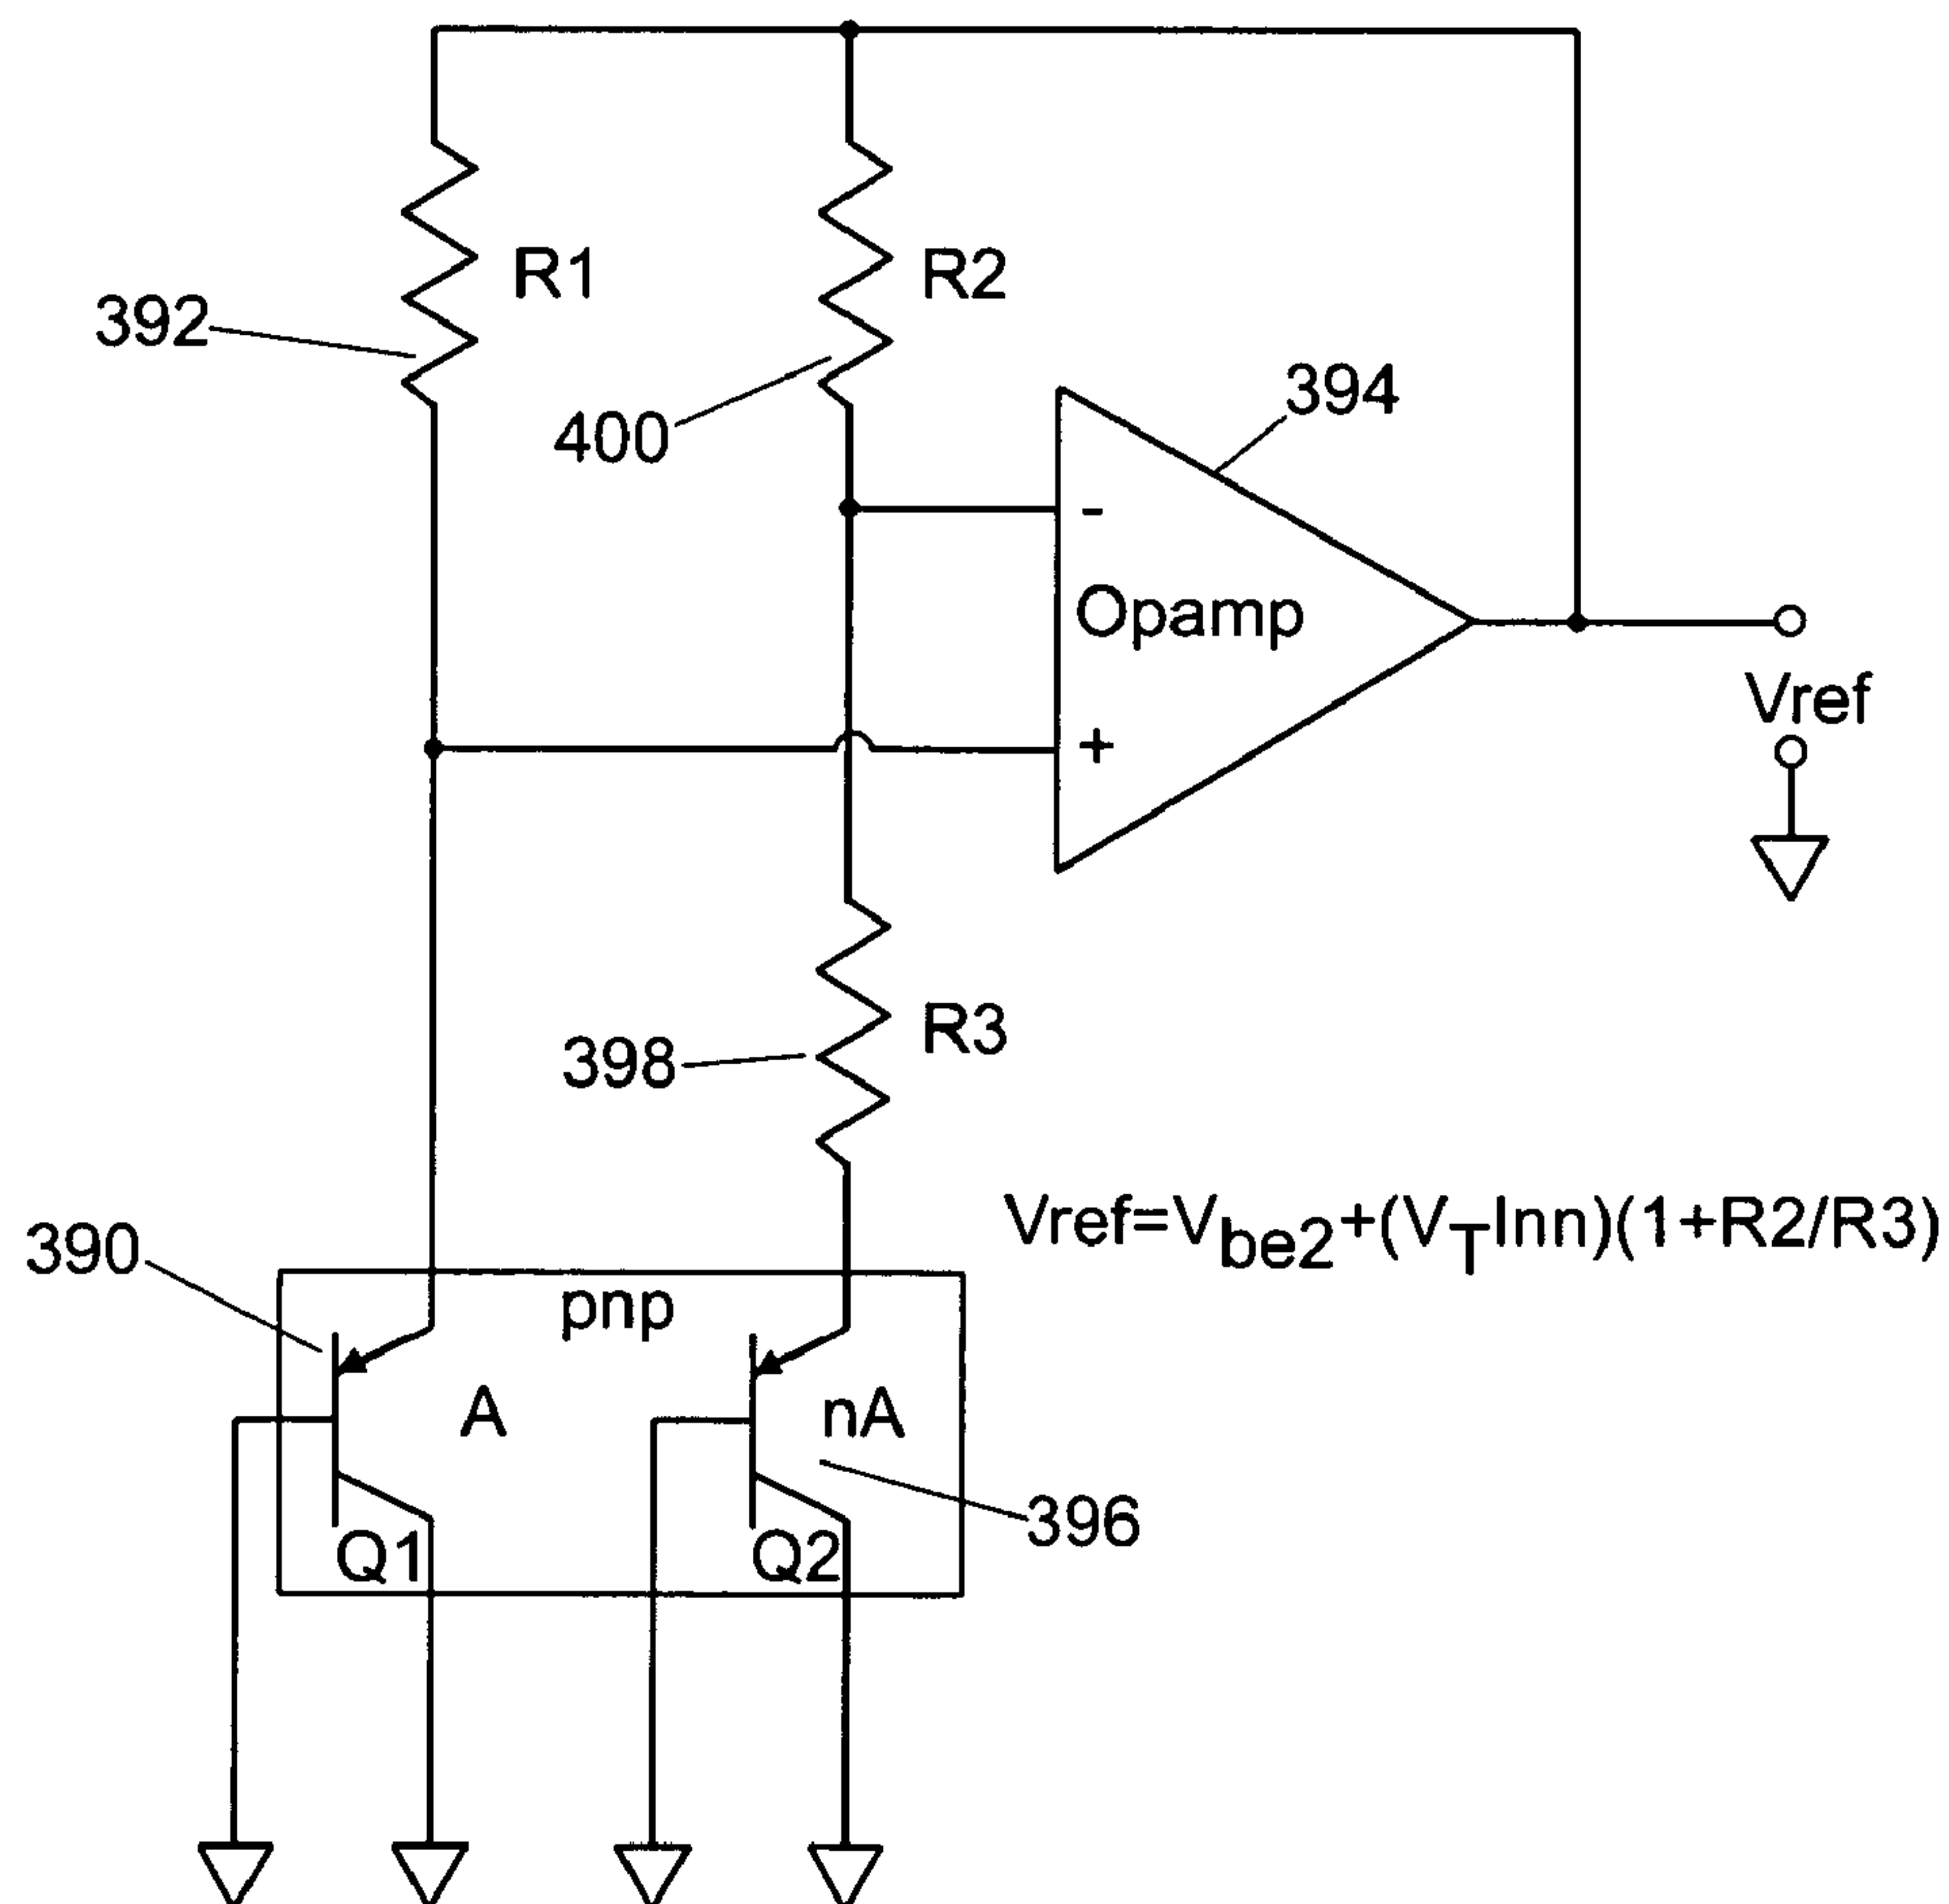 R1
R2
392
400
394
-
Opamp
+
Vref
R3
398
Vref=Vbe2+(VTlnn)(1+R2/R3)
390
pnp
A
nA
396
Q1
Q2